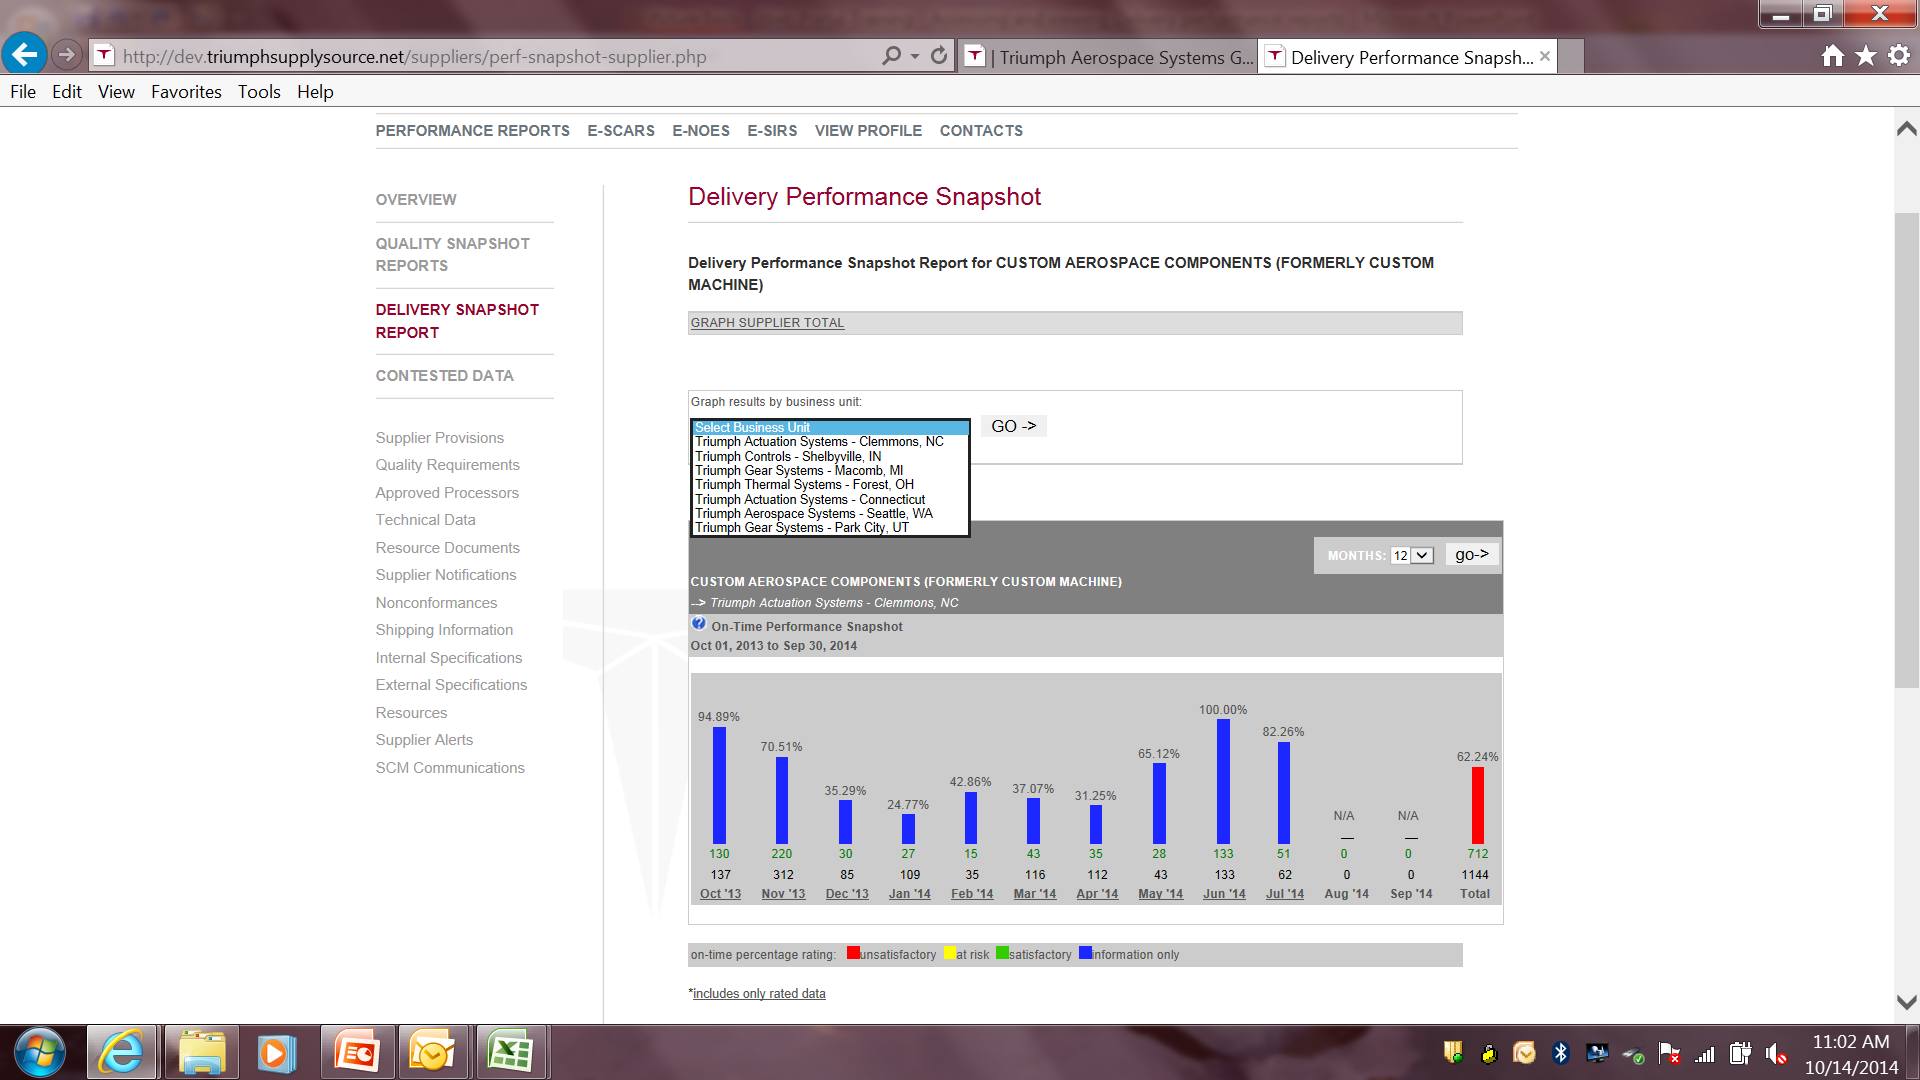 http://dev.triumphsupplysource.net/suppliers/perf-snapshot-supplier.php
| Triumph Aerospace Systems G...
Delivery Performance Snapsh...
File Edit View Favorites Tools Help
PERFORMANCE REPORTS E-SCARS E-NOES E-SIRS VIEW PROFILE CONTACTS
OVERVIEW
QUALITY SNAPSHOT
REPORTS
DELIVERY SNAPSHOT
REPORT
CONTESTED DATA
Supplier Provisions
Quality Requirements
Approved Processors
Technical Data
Resource Documents
Supplier Notifications
Nonconformances
Shipping Information
Internal Specifications
External Specifications
Resources
Supplier Alerts
SCM Communications
Delivery Performance Snapshot
Delivery Performance Snapshot Report for CUSTOM AEROSPACE COMPONENTS (FORMERLY CUSTOM
MACHINE)
GRAPH SUPPLIER TOTAL
Graph results by business unit:
Select Business Unit
GO ->
Triumph Actuation Systems - Clemmons, NC
Triumph Controls - Shelbyville, IN
Triumph Gear Systems - Macomb, MI
Triumph Thermal Systems - Forest, OH
Triumph Actuation Systems - Connecticut
Triumph Aerospace Systems - Seattle, WA
Triumph Gear Systems - Park City, UT
MONTHS: 12 go->
CUSTOM AEROSPACE COMPONENTS (FORMERLY CUSTOM MACHINE)
--> Triumph Actuation Systems - Clemmons, NC
? On-Time Performance Snapshot
Oct 01, 2013 to Sep 30, 2014
94.89% 70.51% 35.29% 24.77% 42.86% 37.07% 31.25% 65.12% 100.00% 82.26% N/A N/A 62.24%
130 220 30 27 15 43 35 28 133 51 0 0 712
137 312 85 109 35 116 112 43 133 62 0 0 1144
Oct '13 Nov '13 Dec '13 Jan '14 Feb '14 Mar '14 Apr '14 May '14 Jun '14 Jul '14 Aug '14 Sep '14 Total
on-time percentage rating: unsatisfactory at risk satisfactory information only
*includes only rated data
11:02 AM
10/14/2014